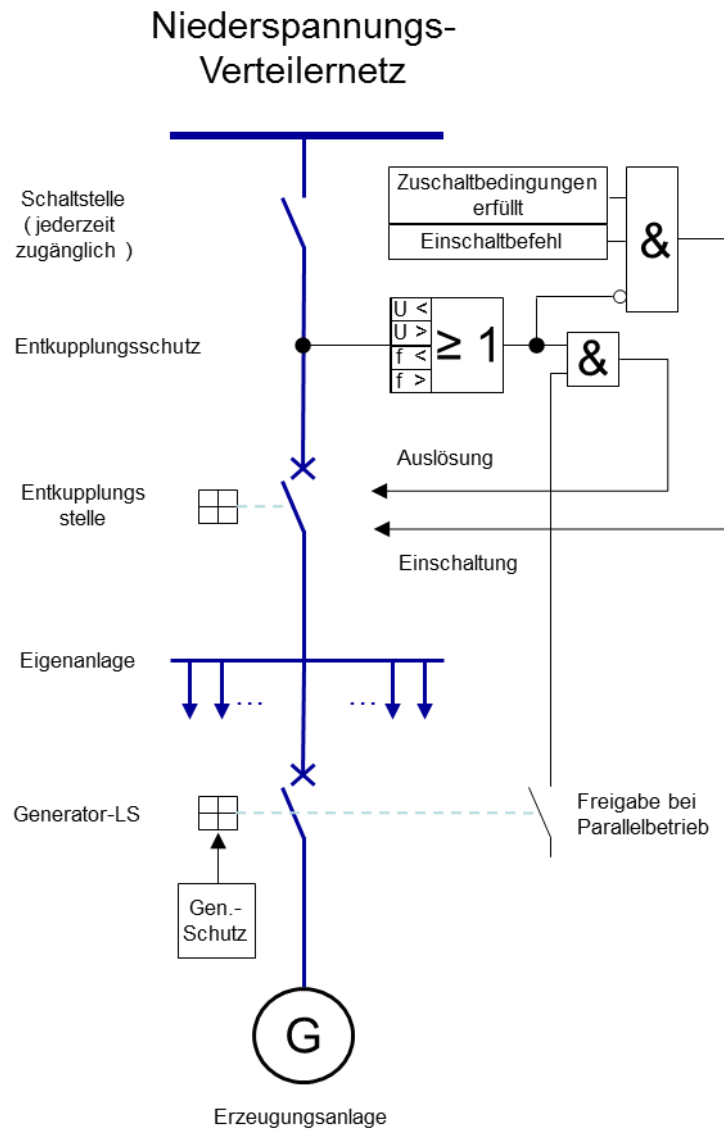 Niederspannungs-
Verteilernetz
Schaltstelle
( jederzeit
zugänglich )
Zuschaltbedingungen
erfüllt
Einschaltbefehl
&
Entkupplungsschutz
U <
U >
f <
f >
≥ 1
&
Auslösung
Entkupplungs
stelle
Einschaltung
Eigenanlage
... ...
Generator-LS
Freigabe bei
Parallelbetrieb
Gen.-
Schutz
G
Erzeugungsanlage